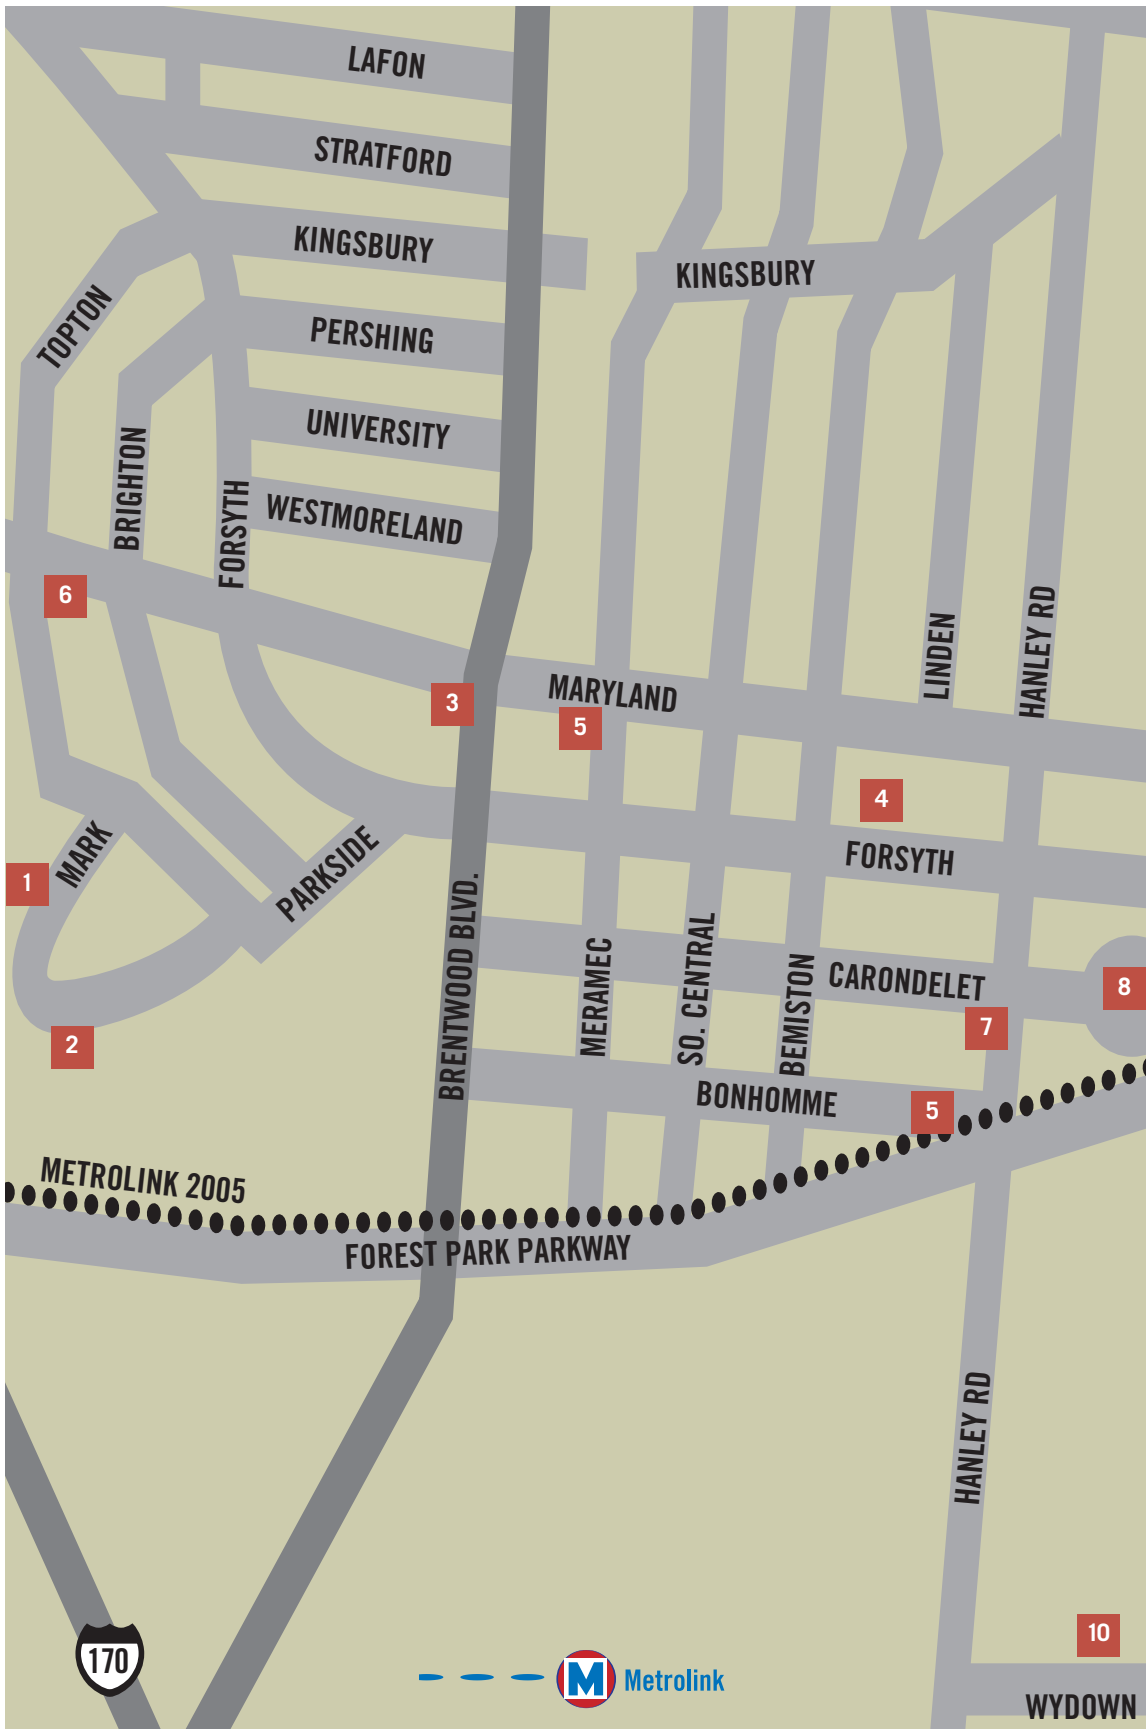 LAFON
STRATFORD
KINGSBURY
KINGSBURY
TOPTON
PERSHING
UNIVERSITY
BRIGHTON
FORSYTH
WESTMORELAND
6
LINDEN
HANLEY RD
MARYLAND
3
5
4
MARK
1
PARKSIDE
FORSYTH
BRENTWOOD BLVD.
MERAMEC
SO. CENTRAL
BEMISTON
CARONDELET
8
7
2
BONHOMME
5
METROLINK 2005
FOREST PARK PARKWAY
HANLEY RD
10
170
M Metrolink
WYDOWN